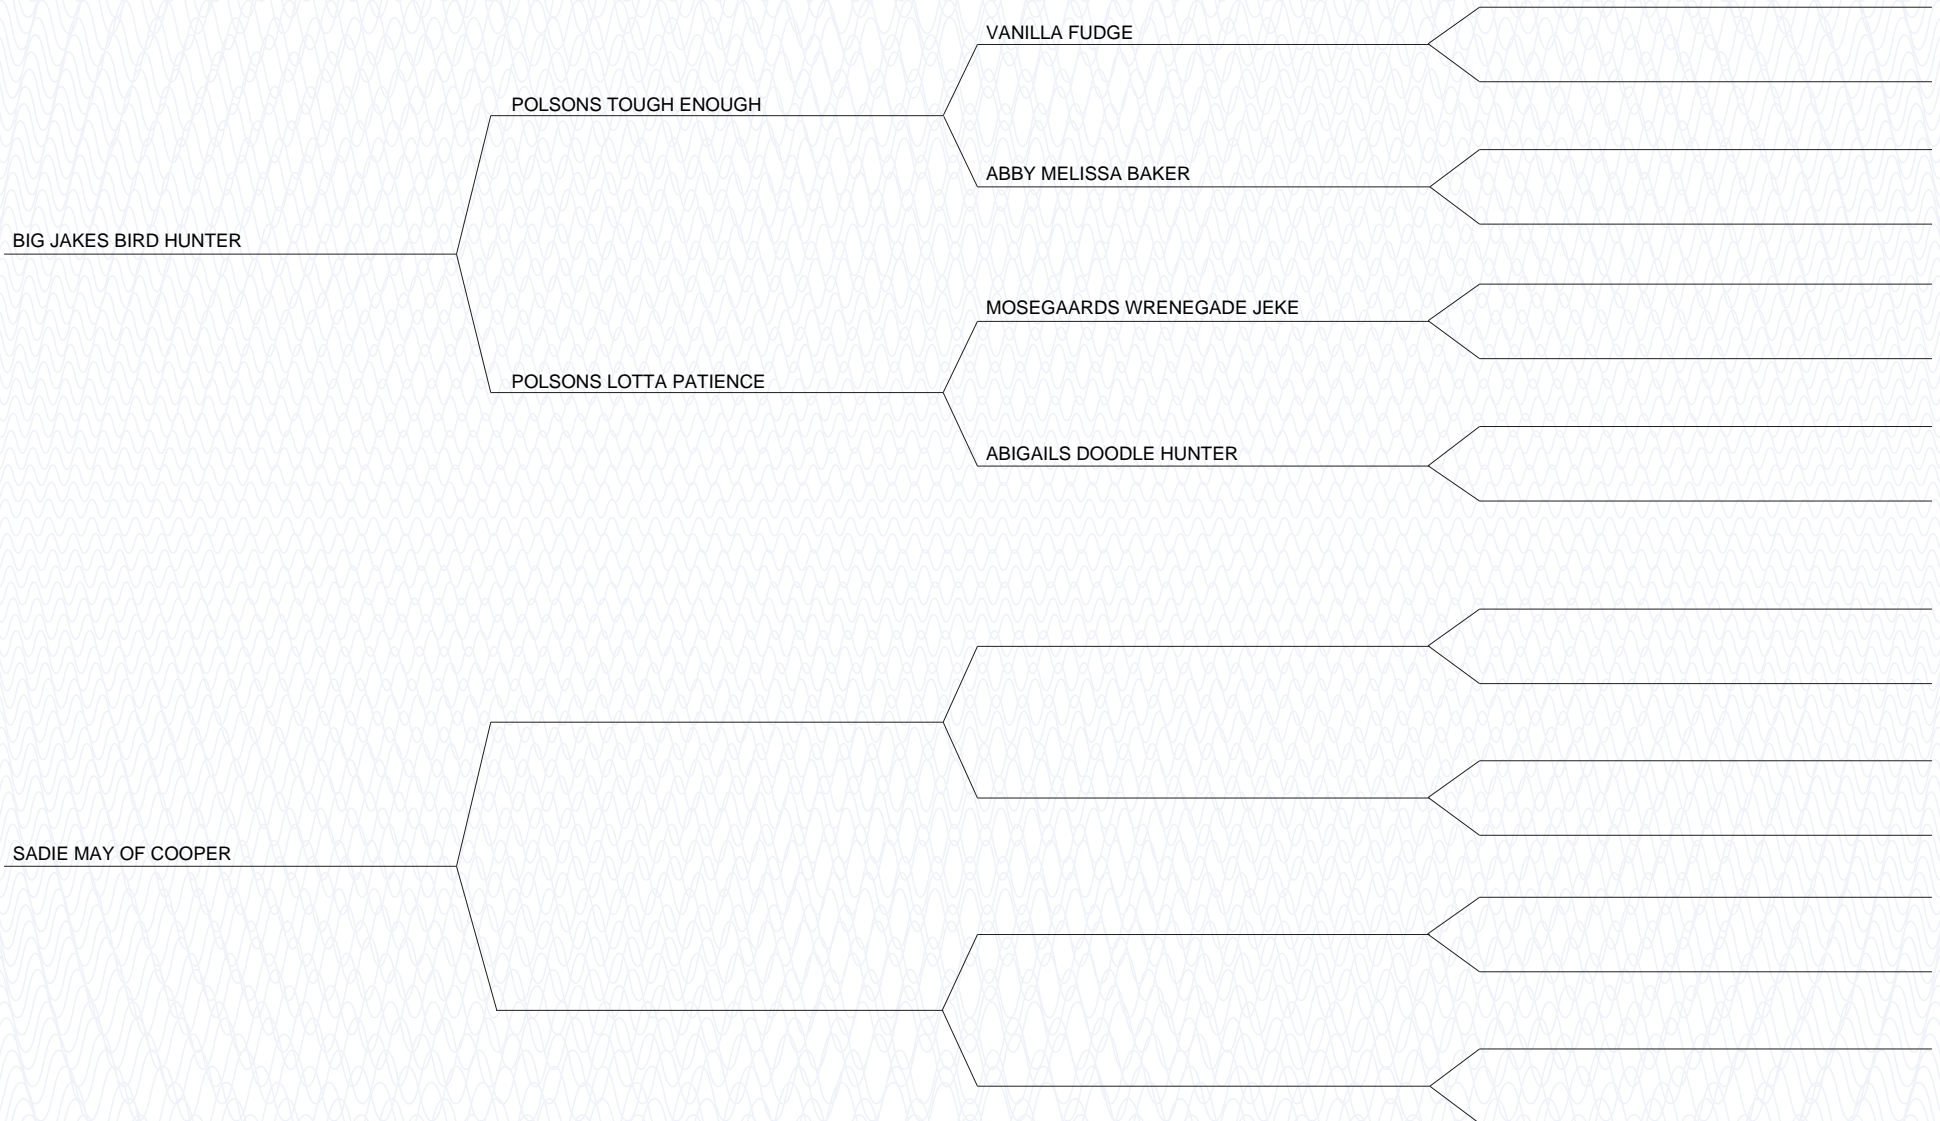 VANILLA FUDGE
POLSONS TOUGH ENOUGH
ABBY MELISSA BAKER
BIG JAKES BIRD HUNTER
MOSEGAARDS WRENEGADE JEKE
POLSONS LOTTA PATIENCE
ABIGAILS DOODLE HUNTER
SADIE MAY OF COOPER